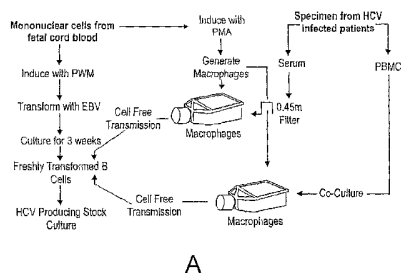 Mononuclear cells from
fetal cord blood
Induce with PWM
Transform with EBV
Culture for 3 weeks
Freshly Transformed B
Cells
HCV Producing Stock
Culture
Induce with
PMA
Generate
Macrophages
Cell Free
Transmission
Macrophages
Cell Free
Transmission
Macrophages
Specimen from HCV
infected patients
Serum
0.45m
Filter
PBMC
Co-Culture
A